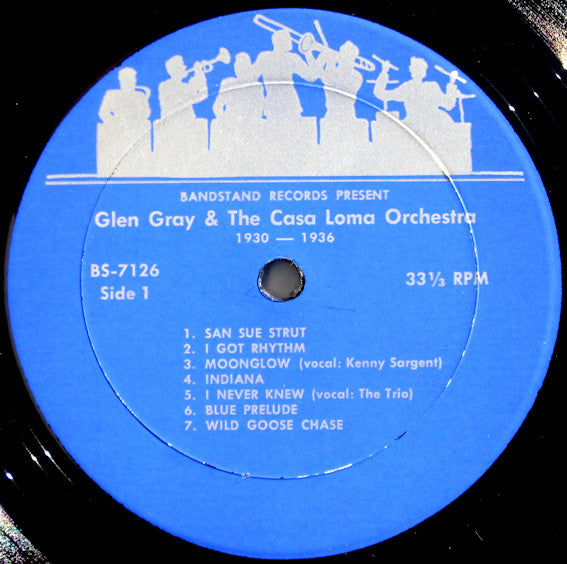 BANDSTAND RECORDS PRESENT
Glen Gray & The Casa Loma Orchestra
1930 — 1936
BS-7126
33⅓ RPM
Side 1
1. SAN SUE STRUT
2. I GOT RHYTHM
3. MOONGLOW (vocal: Kenny Sargent)
4. INDIANA
5. I NEVER KNEW (vocal: The Trio)
6. BLUE PRELUDE
7. WILD GOOSE CHASE